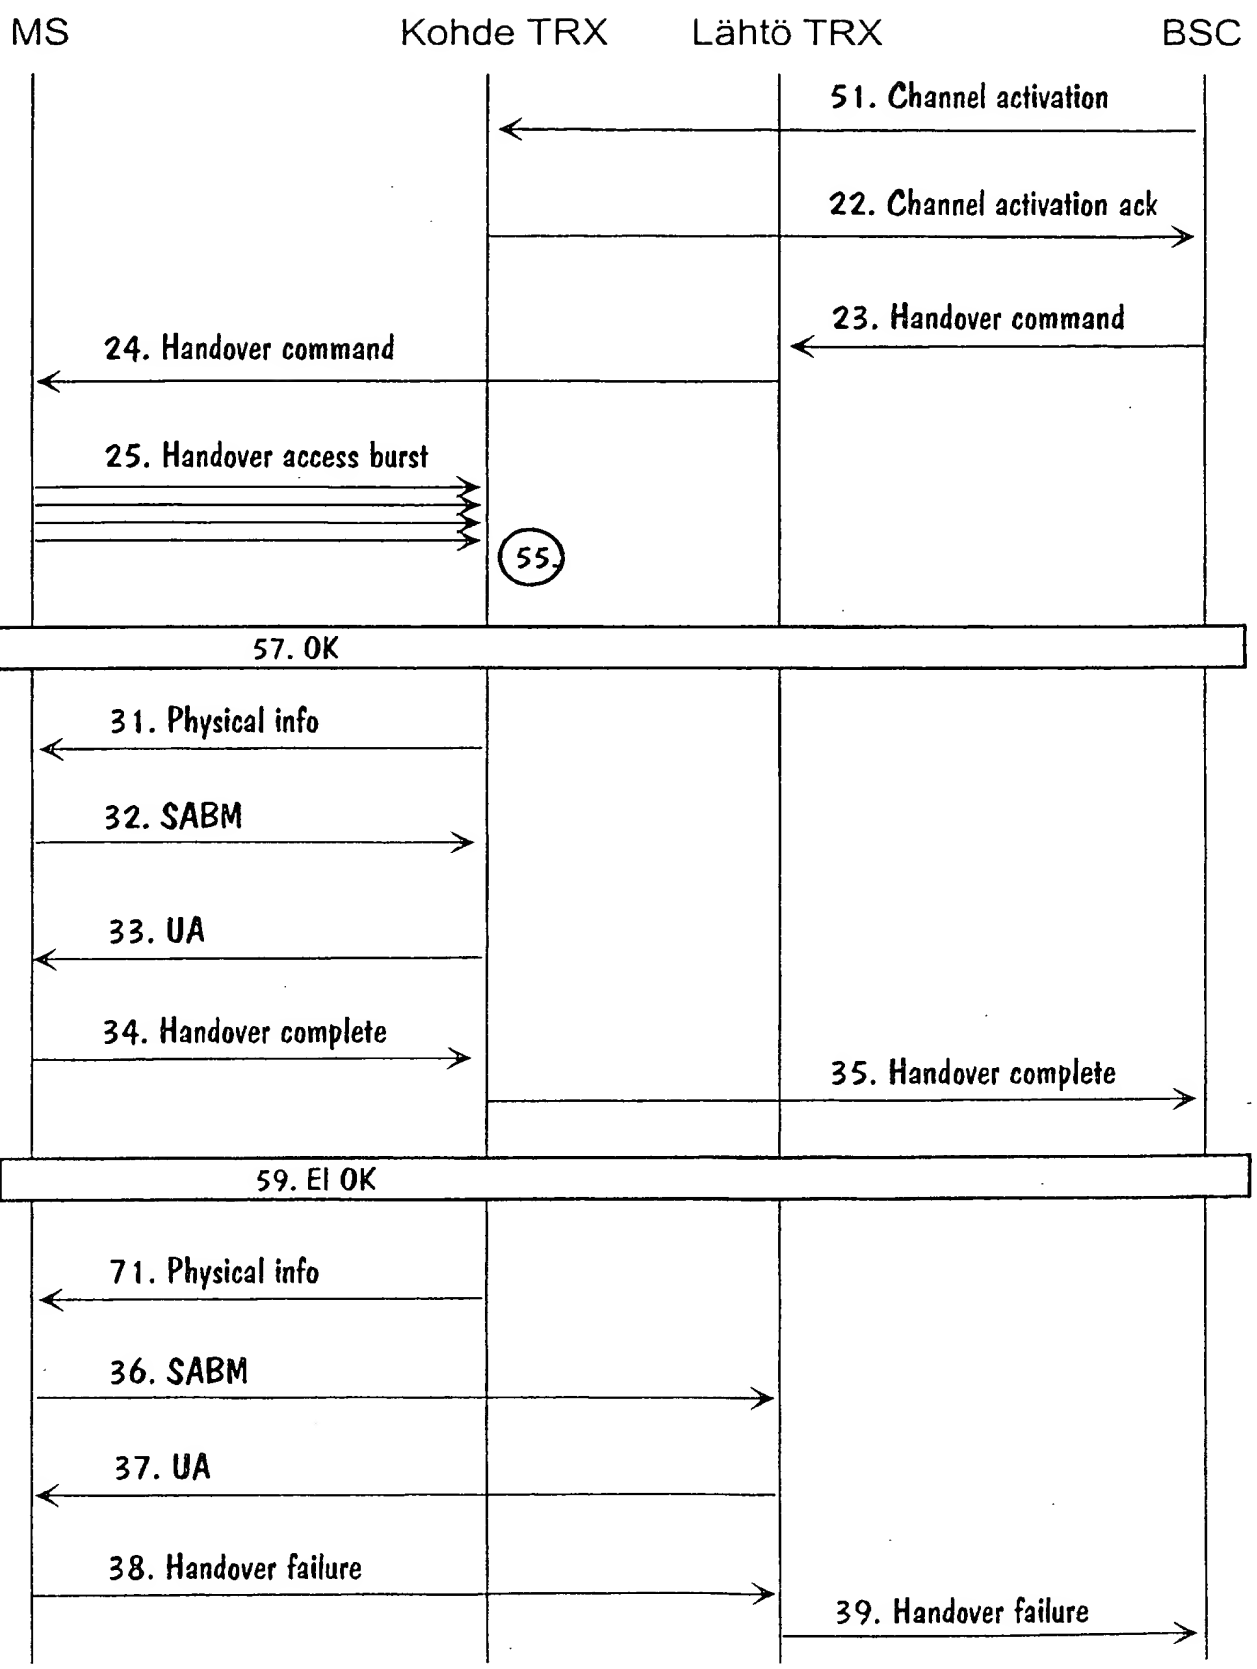 MS Kohde TRX Lähtö TRX BSC
51. Channel activation
22. Channel activation ack
23. Handover command
24. Handover command
25. Handover access burst
55.
57. OK
31. Physical info
32. SABM
33. UA
34. Handover complete
35. Handover complete
59. EI OK
71. Physical info
36. SABM
37. UA
38. Handover failure
39. Handover failure